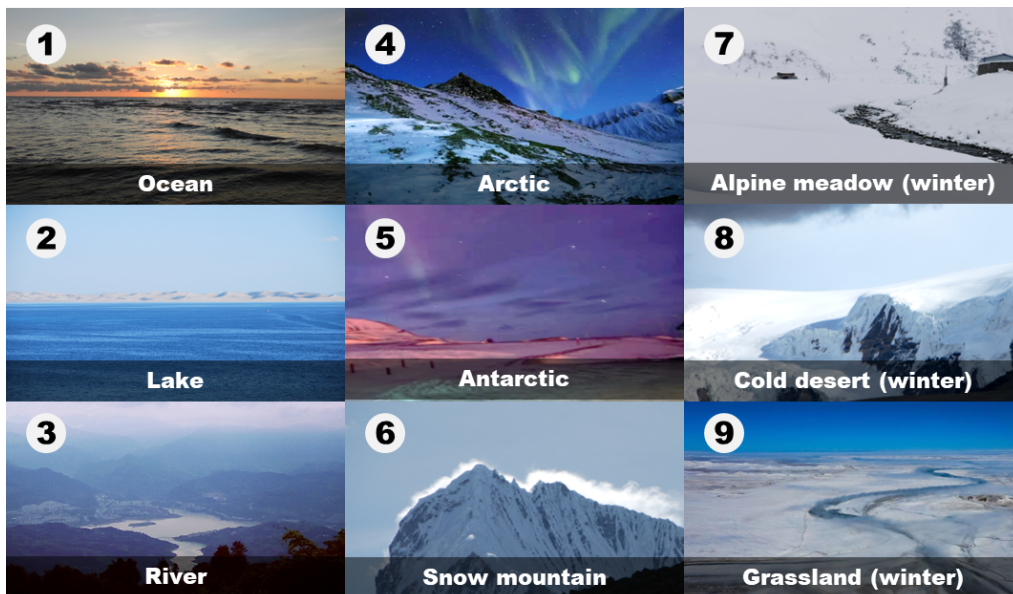 1
Ocean
2
Lake
3
River
4
Arctic
5
Antarctic
6
Snow mountain
7
Alpine meadow (winter)
8
Cold desert (winter)
9
Grassland (winter)